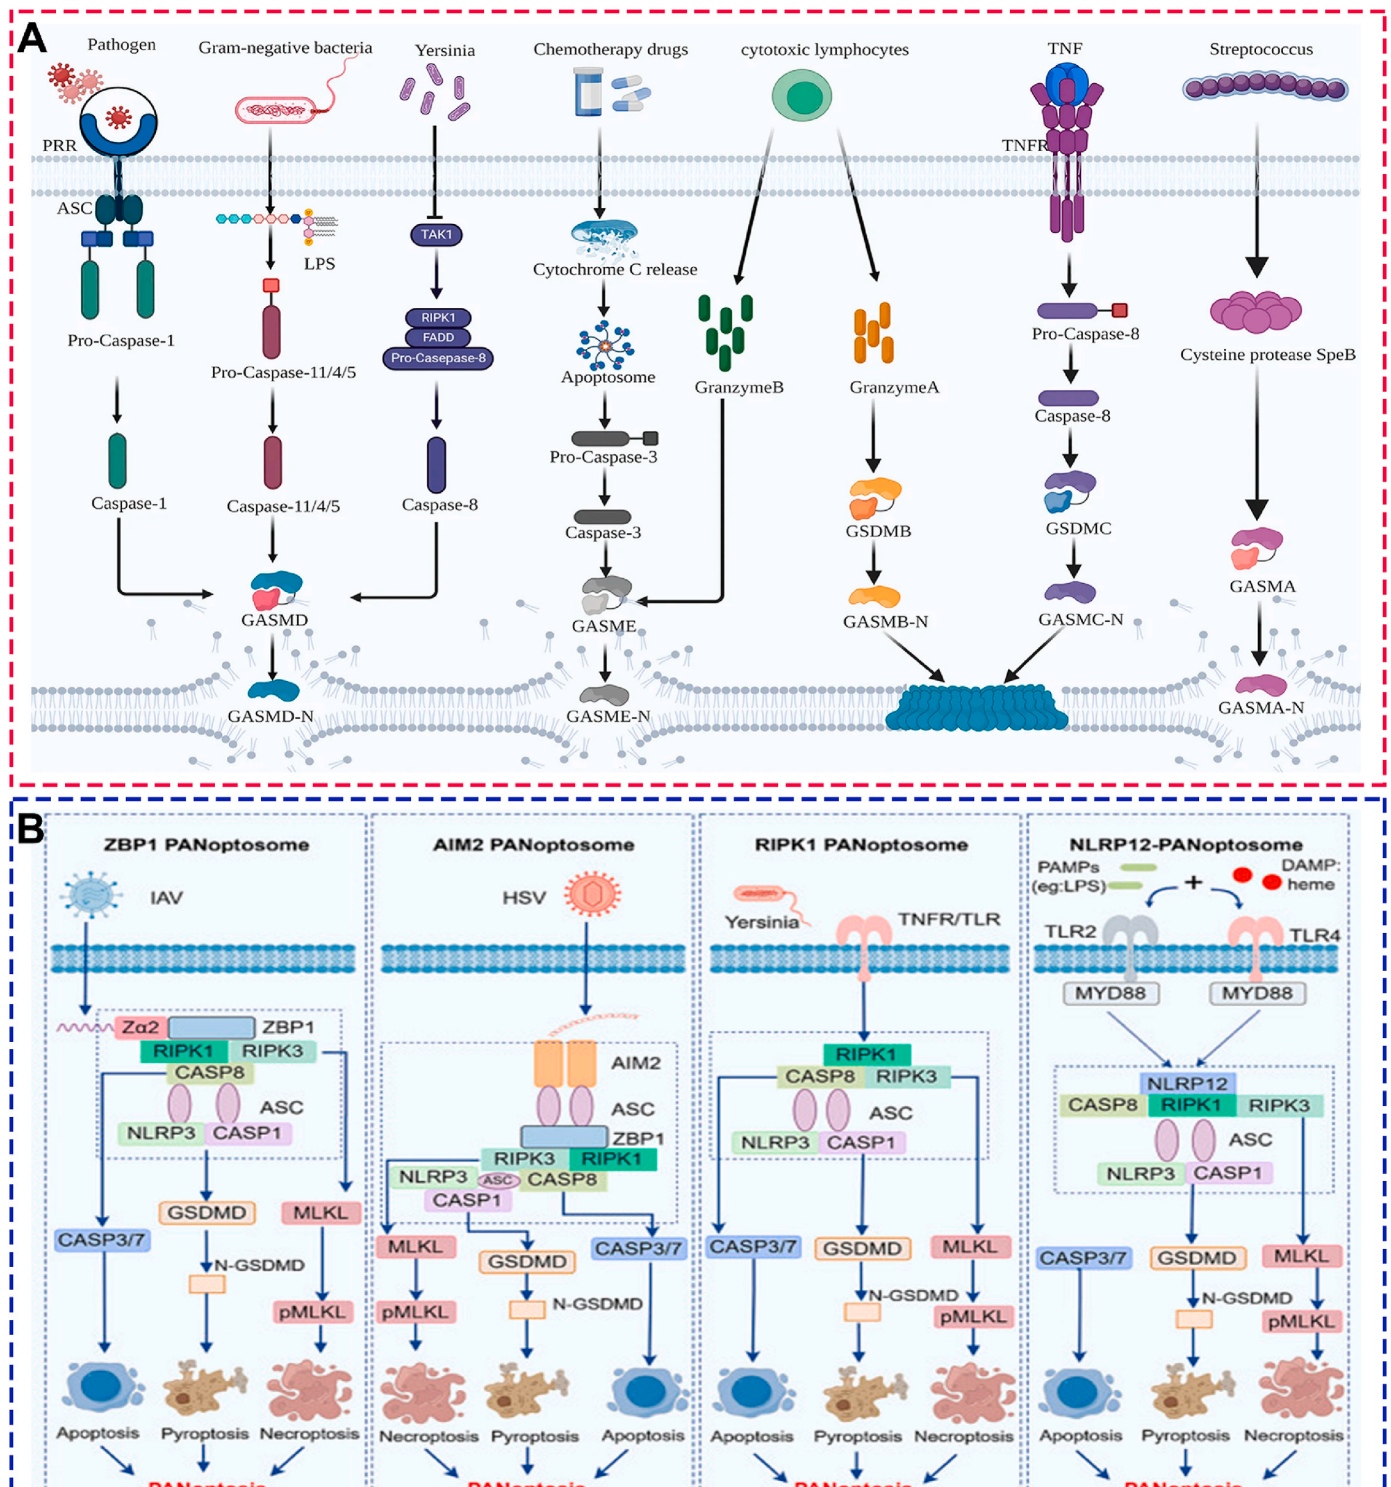 A
Pathogen
Gram-negative bacteria
Yersinia
Chemotherapy drugs
cytotoxic lymphocytes
TNF
Streptococcus
PRR
TNFR
ASC
TAK1
LPS
Cytochrome C release
RIPK1
FADD
Pro-Casepase-8
Pro-Caspase-1
Pro-Caspase-11/4/5
Apoptosome
GranzymeB
GranzymeA
Pro-Caspase-8
Cysteine protease SpeB
Caspase-8
Pro-Caspase-3
Caspase-1
Caspase-11/4/5
Caspase-8
Caspase-3
GSDMB
GSDMC
GASMA
GASMD
GASME
GASMB-N
GASMC-N
GASMD-N
GASME-N
GASMA-N
B
ZBP1 PANoptosome
IAV
Zα2
ZBP1
RIPK1
RIPK3
CASP8
ASC
NLRP3
CASP1
GSDMD
MLKL
CASP3/7
N-GSDMD
pMLKL
Apoptosis
Pyroptosis
Necroptosis
PANoptosis
AIM2 PANoptosome
HSV
AIM2
ASC
ZBP1
RIPK3
RIPK1
NLRP3
ASC
CASP8
CASP1
MLKL
GSDMD
CASP3/7
pMLKL
N-GSDMD
Necroptosis
Pyroptosis
Apoptosis
PANoptosis
RIPK1 PANoptosome
Yersinia
TNFR/TLR
RIPK1
CASP8
RIPK3
ASC
NLRP3
CASP1
CASP3/7
GSDMD
MLKL
N-GSDMD
pMLKL
Apoptosis
Pyroptosis
Necroptosis
PANoptosis
NLRP12-PANoptosome
PAMPs
(eg:LPS)
+
DAMP:
heme
TLR2
TLR4
MYD88
MYD88
NLRP12
CASP8
RIPK1
RIPK3
ASC
NLRP3
CASP1
CASP3/7
GSDMD
MLKL
N-GSDMD
pMLKL
Apoptosis
Pyroptosis
Necroptosis
PANoptosis